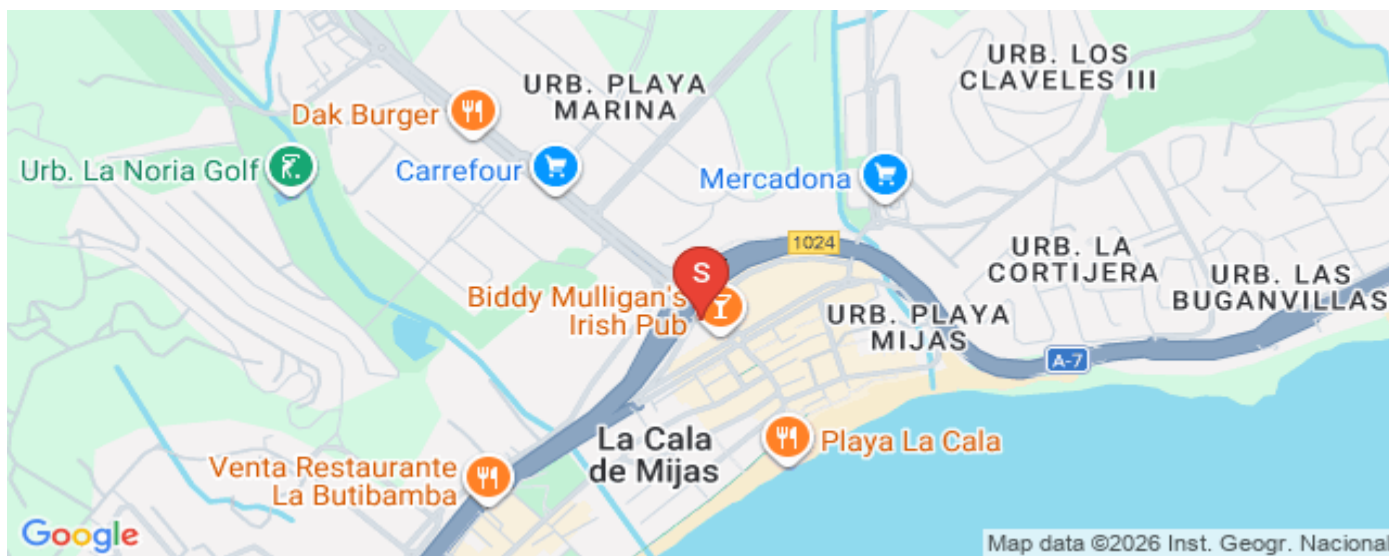 URB. LOS
CLAVELES III
URB. PLAYA
MARINA
Dak Burger
Urb. La Noria Golf
Carrefour
Mercadona
1024
S
URB. LA
CORTIJERA
URB. LAS
BUGANVILLAS
Biddy Mulligan's
Irish Pub
URB. PLAYA
MIJAS
A-7
La Cala
de Mijas
Playa La Cala
Venta Restaurante
La Butibamba
Google
Map data ©2026 Inst. Geogr. Nacional